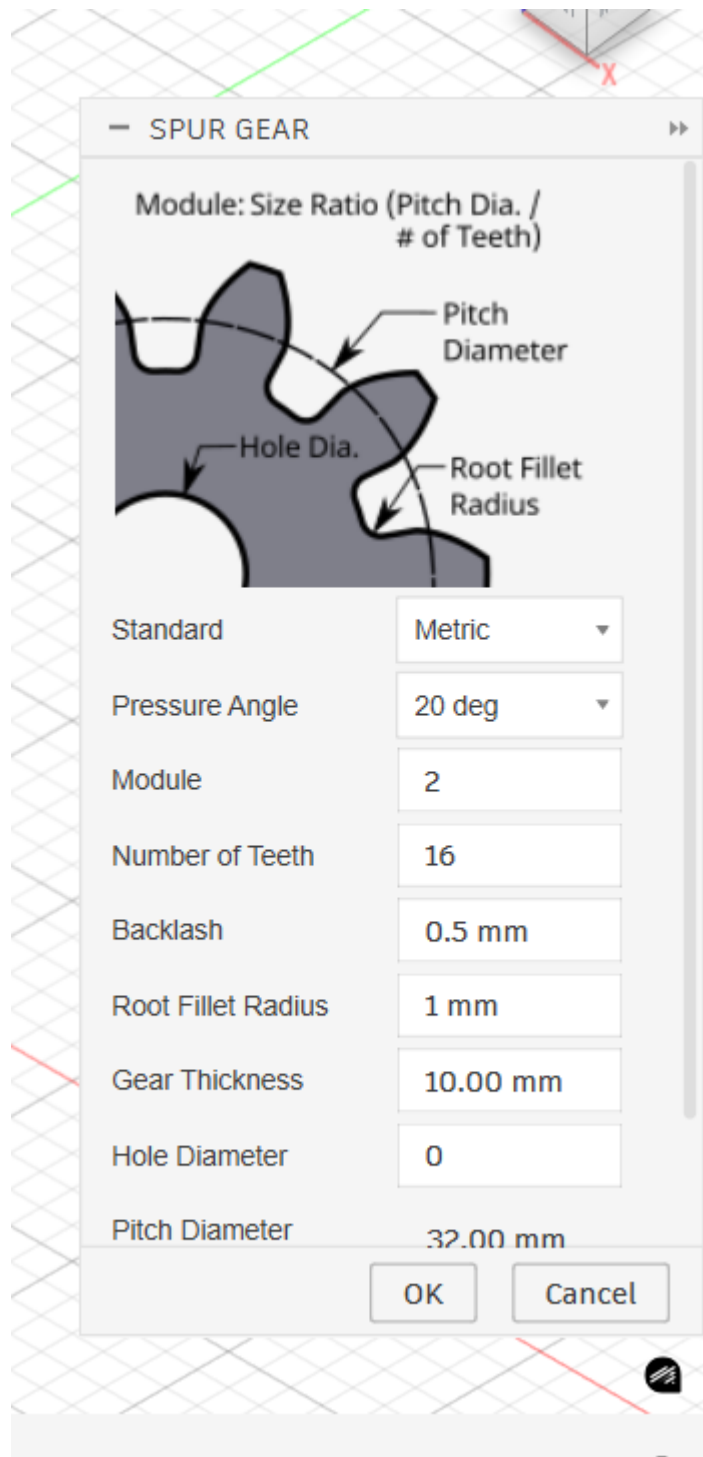 X
SPUR GEAR
Module: Size Ratio (Pitch Dia. /
# of Teeth)
Pitch
Diameter
Hole Dia.
Root Fillet
Radius
Standard Metric
Pressure Angle 20 deg
Module 2
Number of Teeth 16
Backlash 0.5 mm
Root Fillet Radius 1 mm
Gear Thickness 10.00 mm
Hole Diameter 0
Pitch Diameter 32.00 mm
OK Cancel